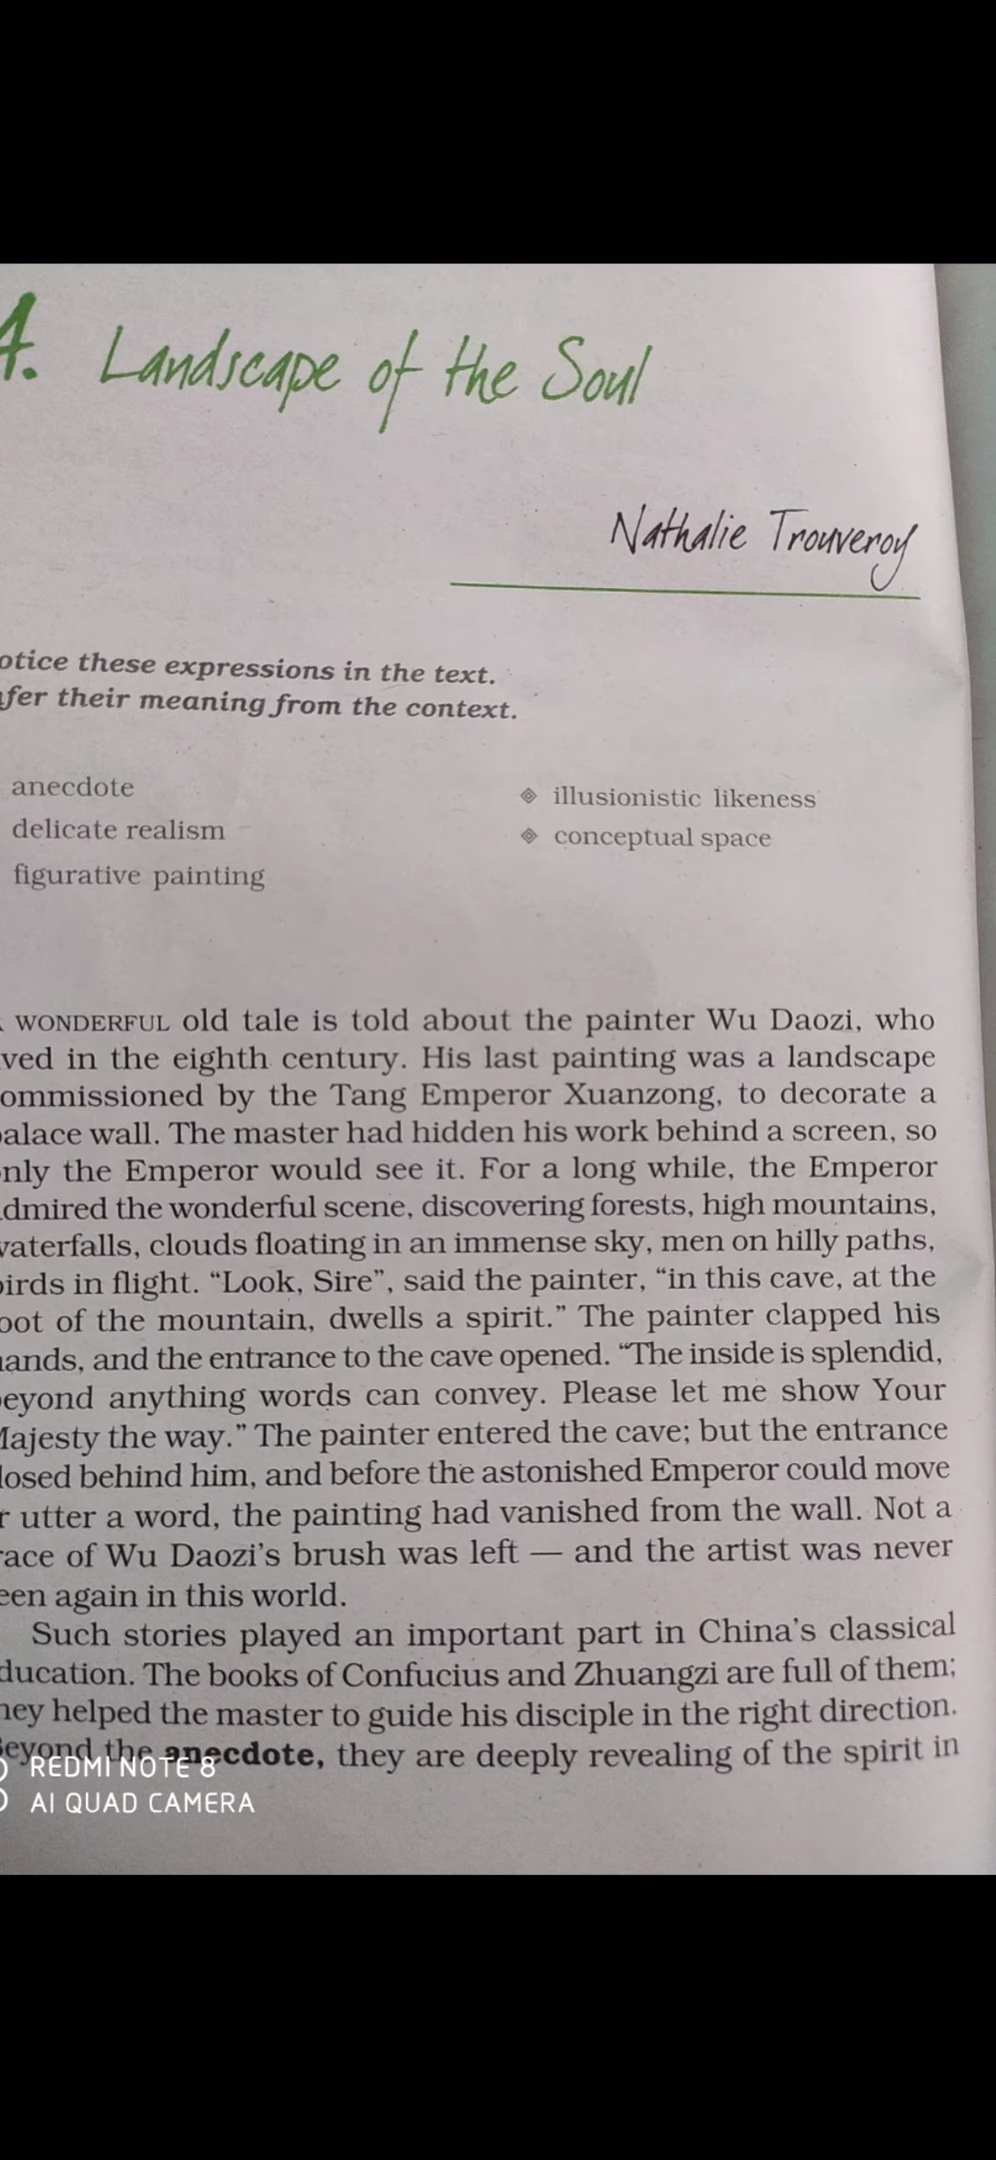 4. Landscape of the Soul
Nathalie Trouveroy
otice these expressions in the text.
nfer their meaning from the context.
anecdote
delicate realism
figurative painting
illusionistic likeness
conceptual space
WONDERFUL old tale is told about the painter Wu Daozi, who
ved in the eighth century. His last painting was a landscape
ommissioned by the Tang Emperor Xuanzong, to decorate a
palace wall. The master had hidden his work behind a screen, so
nly the Emperor would see it. For a long while, the Emperor
dmired the wonderful scene, discovering forests, high mountains,
waterfalls, clouds floating in an immense sky, men on hilly paths,
birds in flight. “Look, Sire”, said the painter, “in this cave, at the
oot of the mountain, dwells a spirit.” The painter clapped his
ands, and the entrance to the cave opened. “The inside is splendid,
beyond anything words can convey. Please let me show Your
Majesty the way.” The painter entered the cave; but the entrance
losed behind him, and before the astonished Emperor could move
r utter a word, the painting had vanished from the wall. Not a
race of Wu Daozi’s brush was left — and the artist was never
een again in this world.
Such stories played an important part in China’s classical
ducation. The books of Confucius and Zhuangzi are full of them;
hey helped the master to guide his disciple in the right direction.
Beyond the anecdote, they are deeply revealing of the spirit in
REDMI NOTE 8
AI QUAD CAMERA